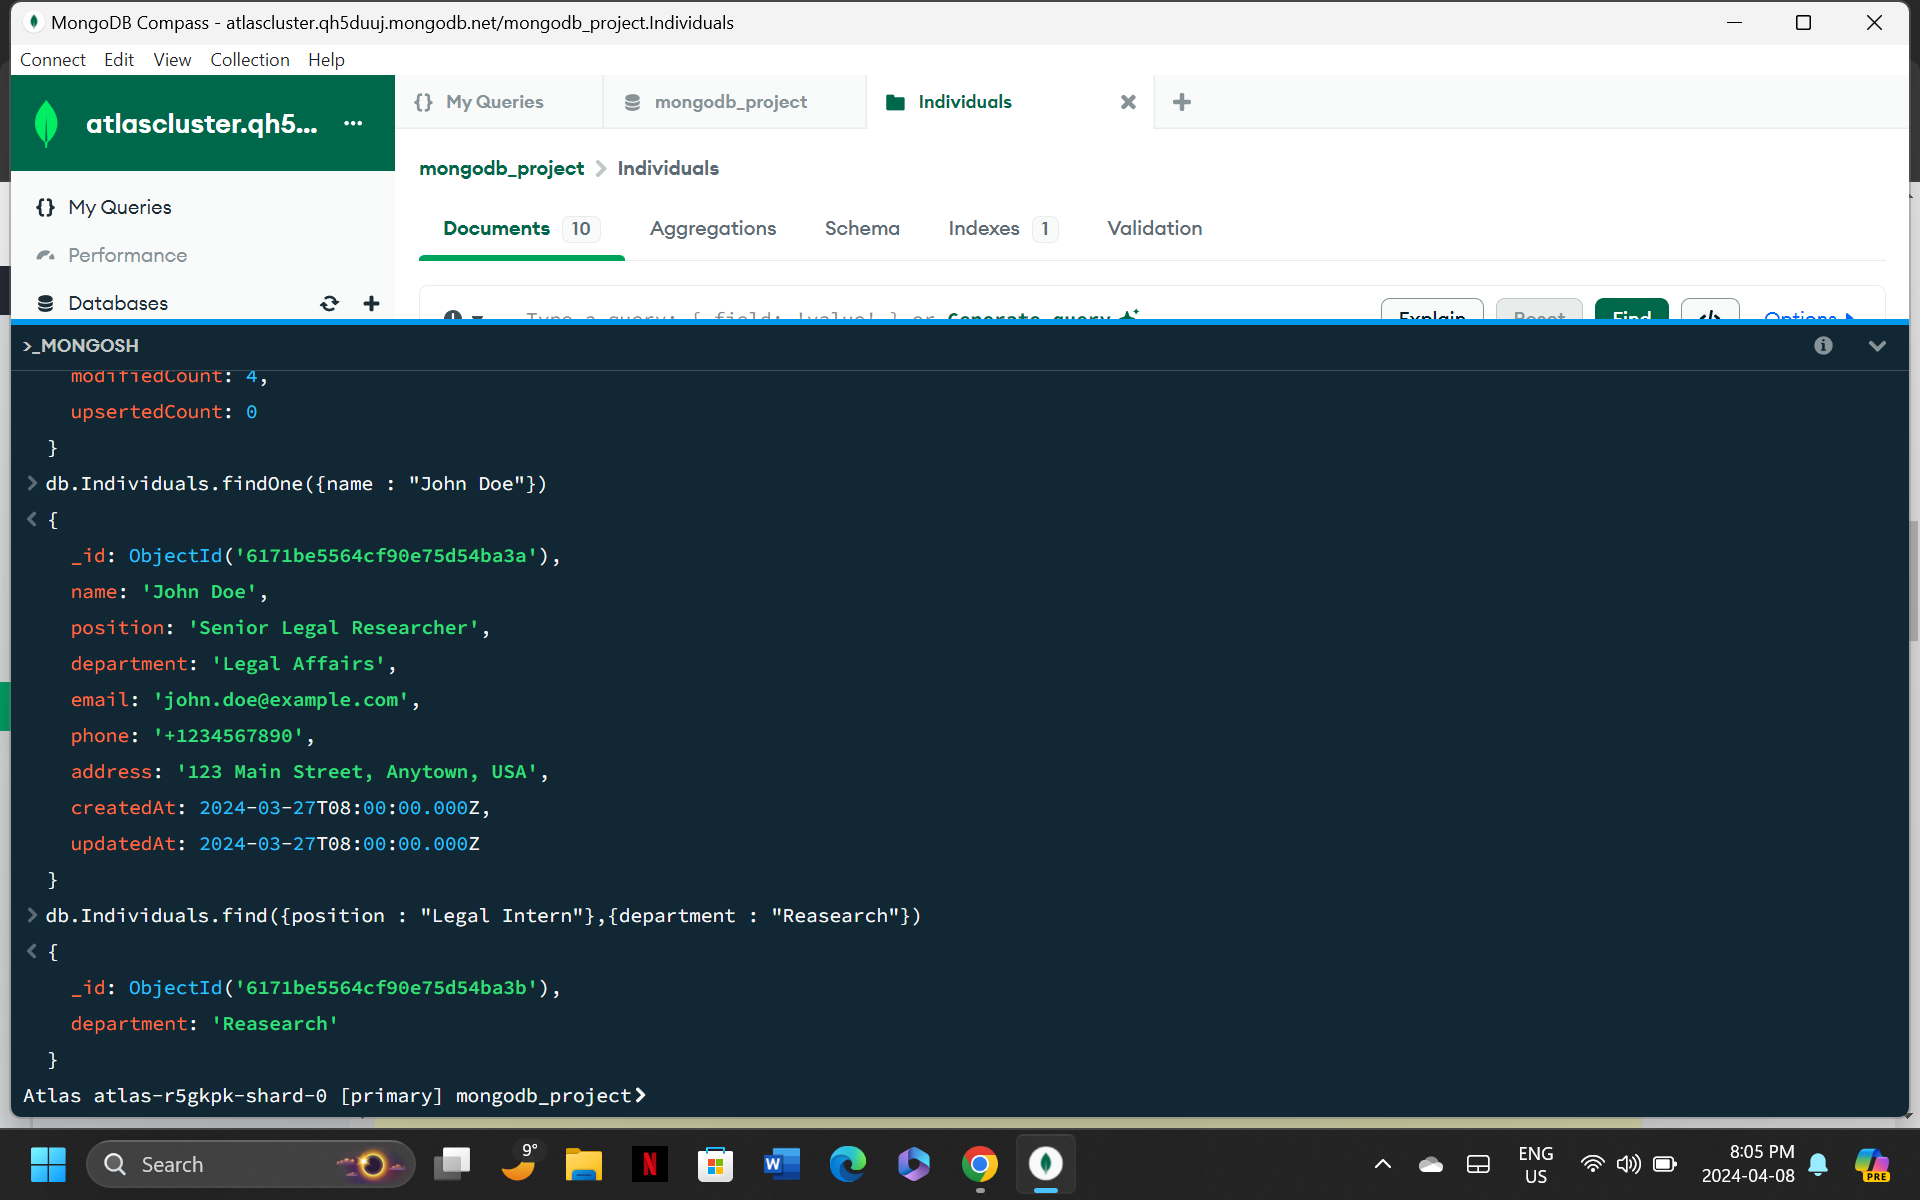 MongoDB Compass - atlascluster.qh5duuj.mongodb.net/mongodb_project.Individuals
Connect Edit View Collection Help
atlascluster.qh5... ...
{} My Queries
mongodb_project
Individuals
mongodb_project > Individuals
{} My Queries
Performance
Databases
Documents 10
Aggregations
Schema
Indexes 1
Validation
Type a query: { field: 'value' } or Generate query
Explain
Reset
Find
</>
Options
>_MONGOSH
modifiedCount: 4,
upsertedCount: 0
}
> db.Individuals.findOne({name : "John Doe"})
< {
_id: ObjectId('6171be5564cf90e75d54ba3a'),
name: 'John Doe',
position: 'Senior Legal Researcher',
department: 'Legal Affairs',
email: 'john.doe@example.com',
phone: '+1234567890',
address: '123 Main Street, Anytown, USA',
createdAt: 2024-03-27T08:00:00.000Z,
updatedAt: 2024-03-27T08:00:00.000Z
}
> db.Individuals.find({position : "Legal Intern"},{department : "Reasearch"})
< {
_id: ObjectId('6171be5564cf90e75d54ba3b'),
department: 'Reasearch'
}
Atlas atlas-r5gkpk-shard-0 [primary] mongodb_project>
Search
9°
N
W
ENG
US
8:05 PM
2024-04-08
PRE